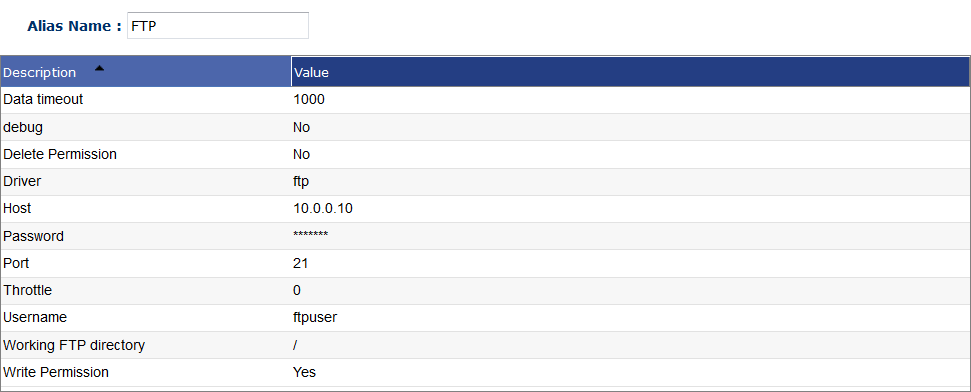 Alias Name : FTP
Description Value
Data timeout 1000
debug No
Delete Permission No
Driver ftp
Host 10.0.0.10
Password *******
Port 21
Throttle 0
Username ftpuser
Working FTP directory /
Write Permission Yes